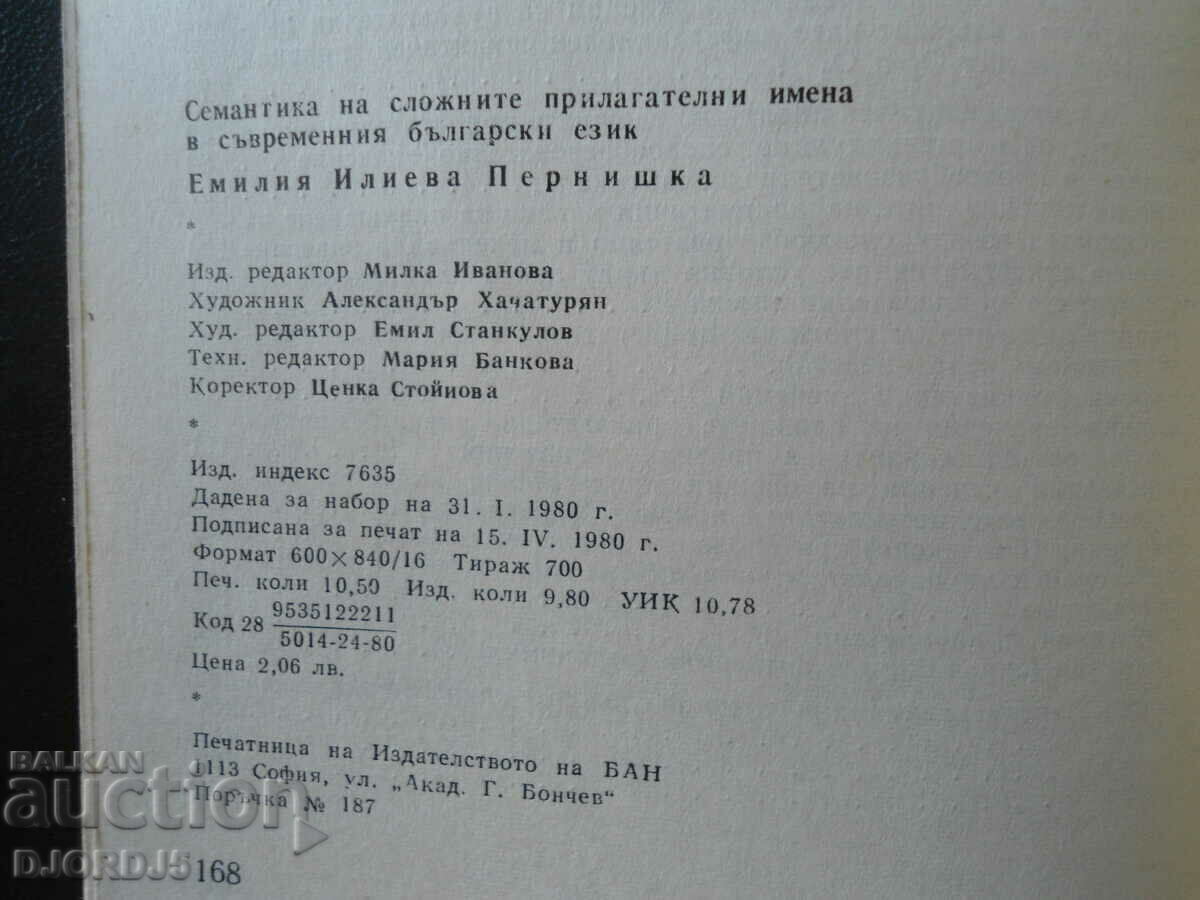 Семантика на сложните прилагателни имена
в съвременния български език
Емилия Илиева Пернишка
*
Изд. редактор Милка Иванова
Художник Александър Хачатурян
Худ. редактор Емил Станкулов
Техн. редактор Мария Банкова
Коректор Ценка Стойнова
*
Изд. индекс 7635
Дадена за набор на 31. I. 1980 г.
Подписана за печат на 15. IV. 1980 г.
Формат 600×840/16 Тираж 700
Печ. коли 10,50 Изд. коли 9,80 УИК 10,78
Код 28 9535122211
5014-24-80
Цена 2,06 лв.
*
Печатница на Издателството на БАН
1113 София, ул. „Акад. Г. Бончев“
Поръчка № 187
168
BALKAN
auction
DJORDJ5